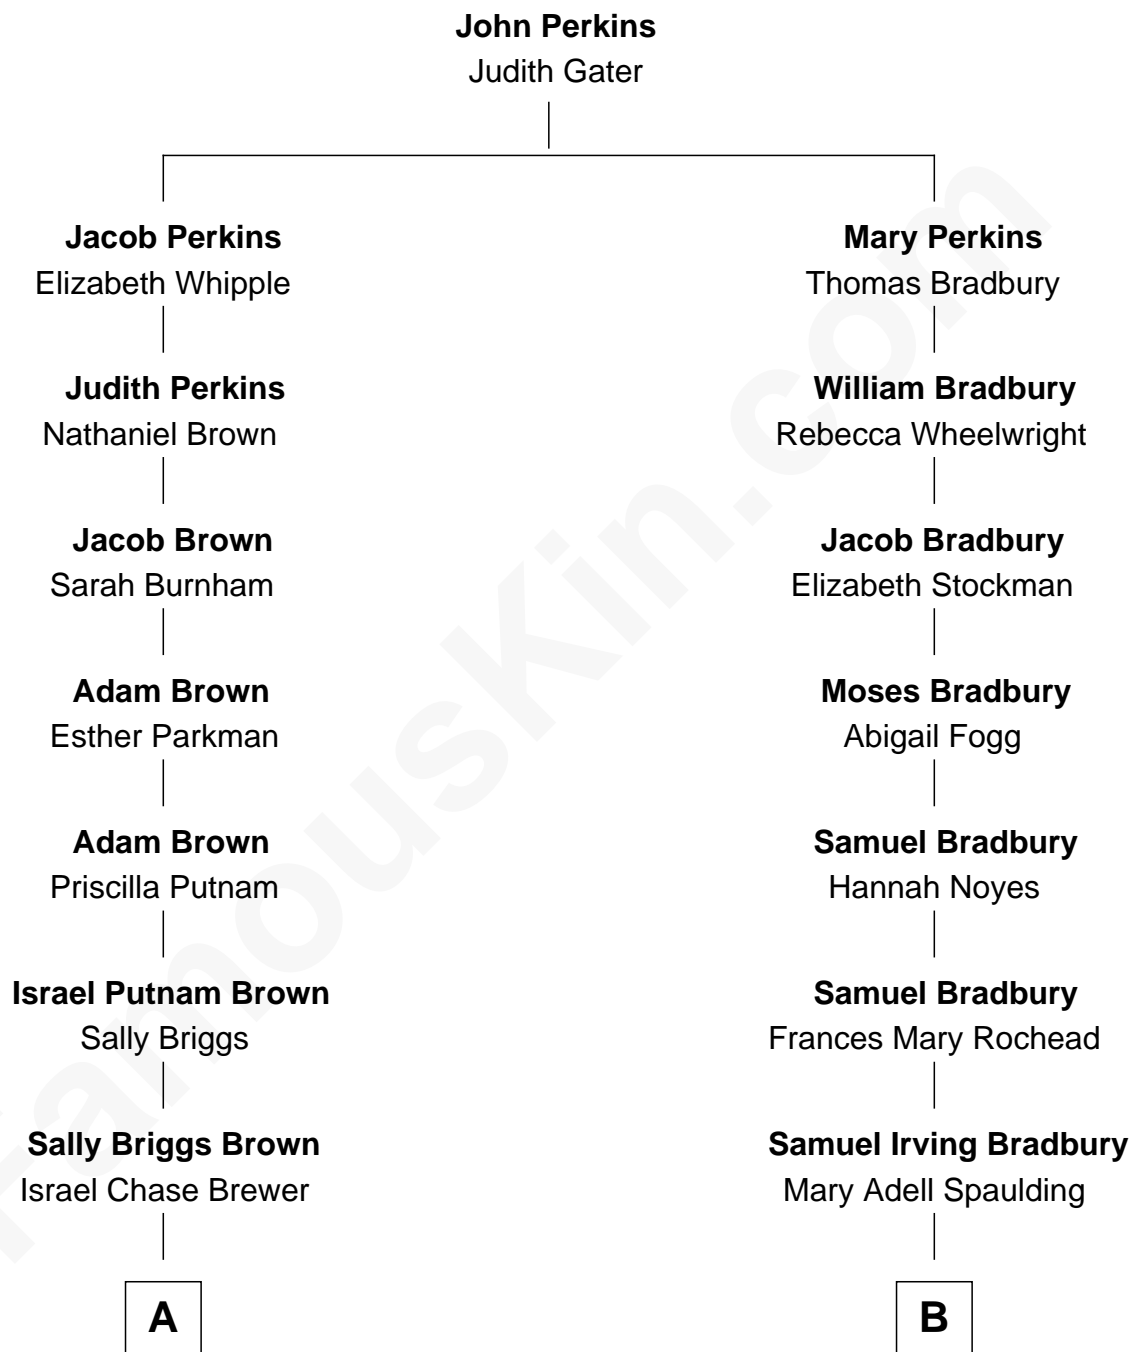 John Perkins
Judith Gater
Jacob Perkins
Elizabeth Whipple
Mary Perkins
Thomas Bradbury
Judith Perkins
Nathaniel Brown
William Bradbury
Rebecca Wheelwright
Jacob Brown
Sarah Burnham
Jacob Bradbury
Elizabeth Stockman
Adam Brown
Esther Parkman
Moses Bradbury
Abigail Fogg
Adam Brown
Priscilla Putnam
Samuel Bradbury
Hannah Noyes
Israel Putnam Brown
Sally Briggs
Samuel Bradbury
Frances Mary Rochead
Sally Briggs Brown
Israel Chase Brewer
Samuel Irving Bradbury
Mary Adell Spaulding
A
B
FamousKin.com